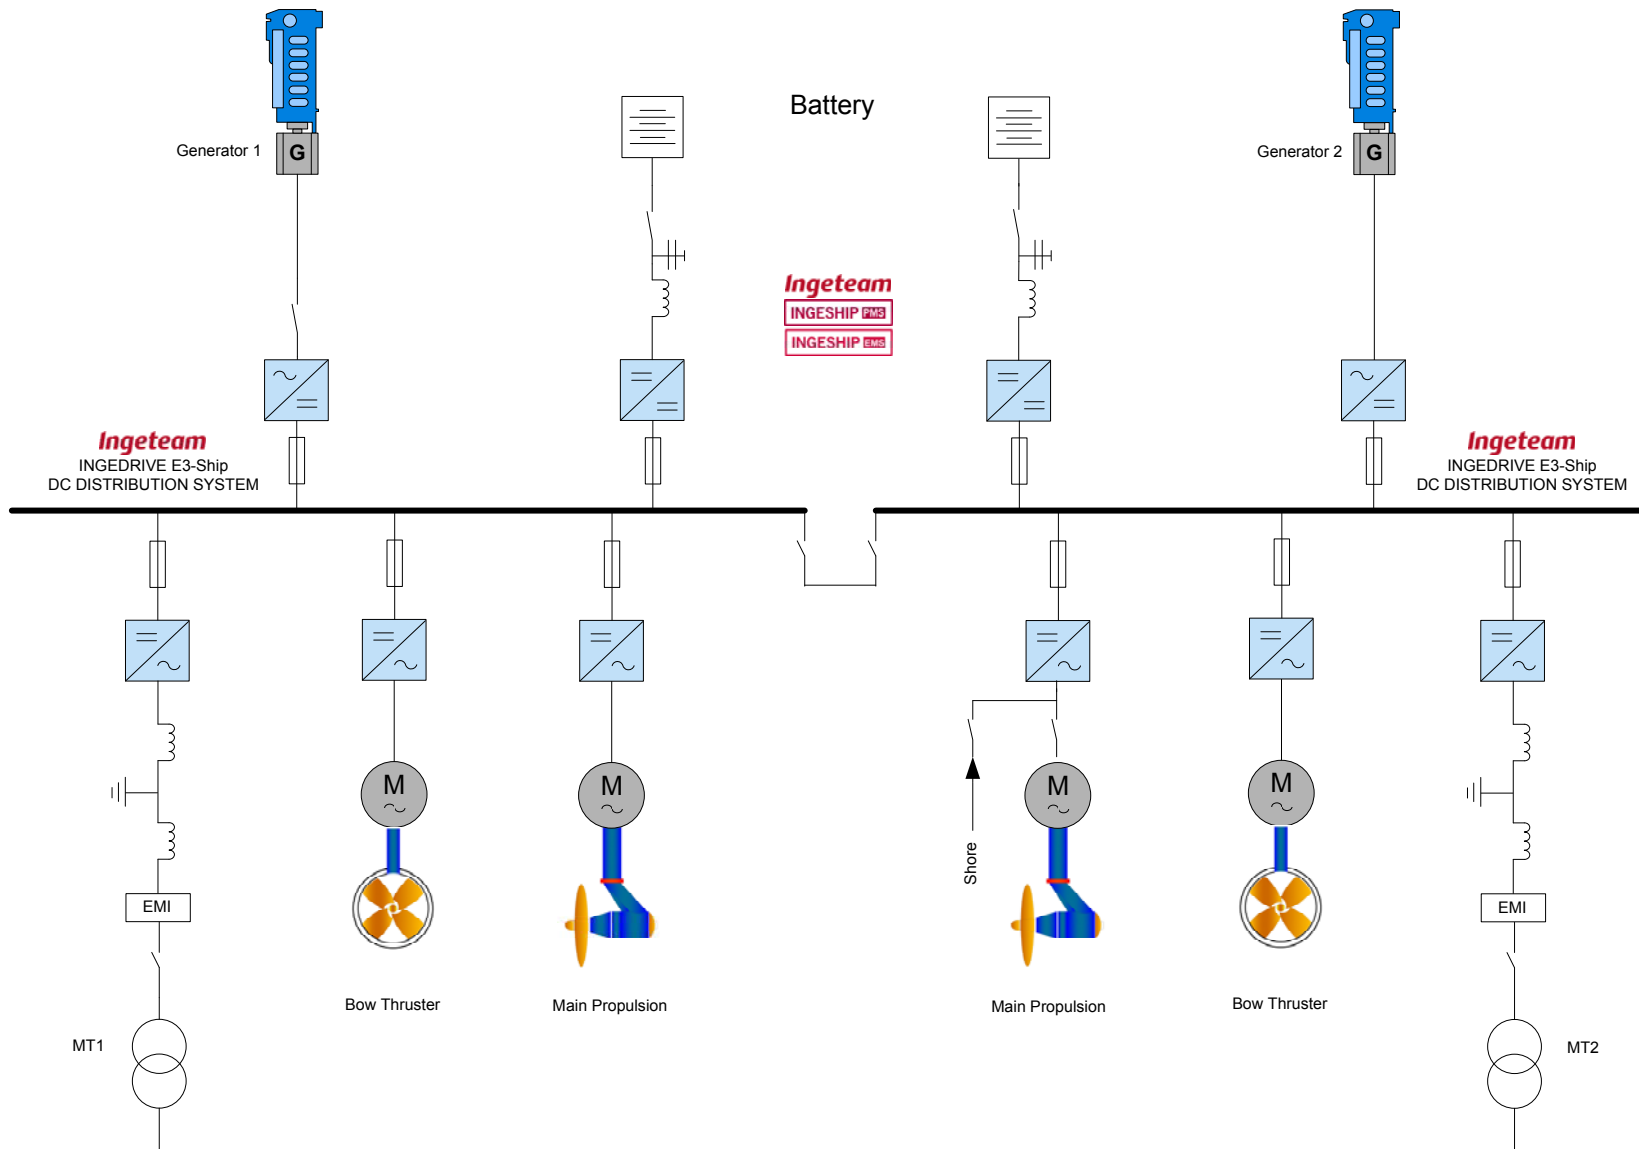 Battery
Generator 1
G
Generator 2
G
Ingeteam
INGESHIP PMS
INGESHIP EMS
Ingeteam
INGEDRIVE E3-Ship
DC DISTRIBUTION SYSTEM
Ingeteam
INGEDRIVE E3-Ship
DC DISTRIBUTION SYSTEM
M
M
M
M
Shore
EMI
EMI
Bow Thruster
Main Propulsion
Main Propulsion
Bow Thruster
MT1
MT2